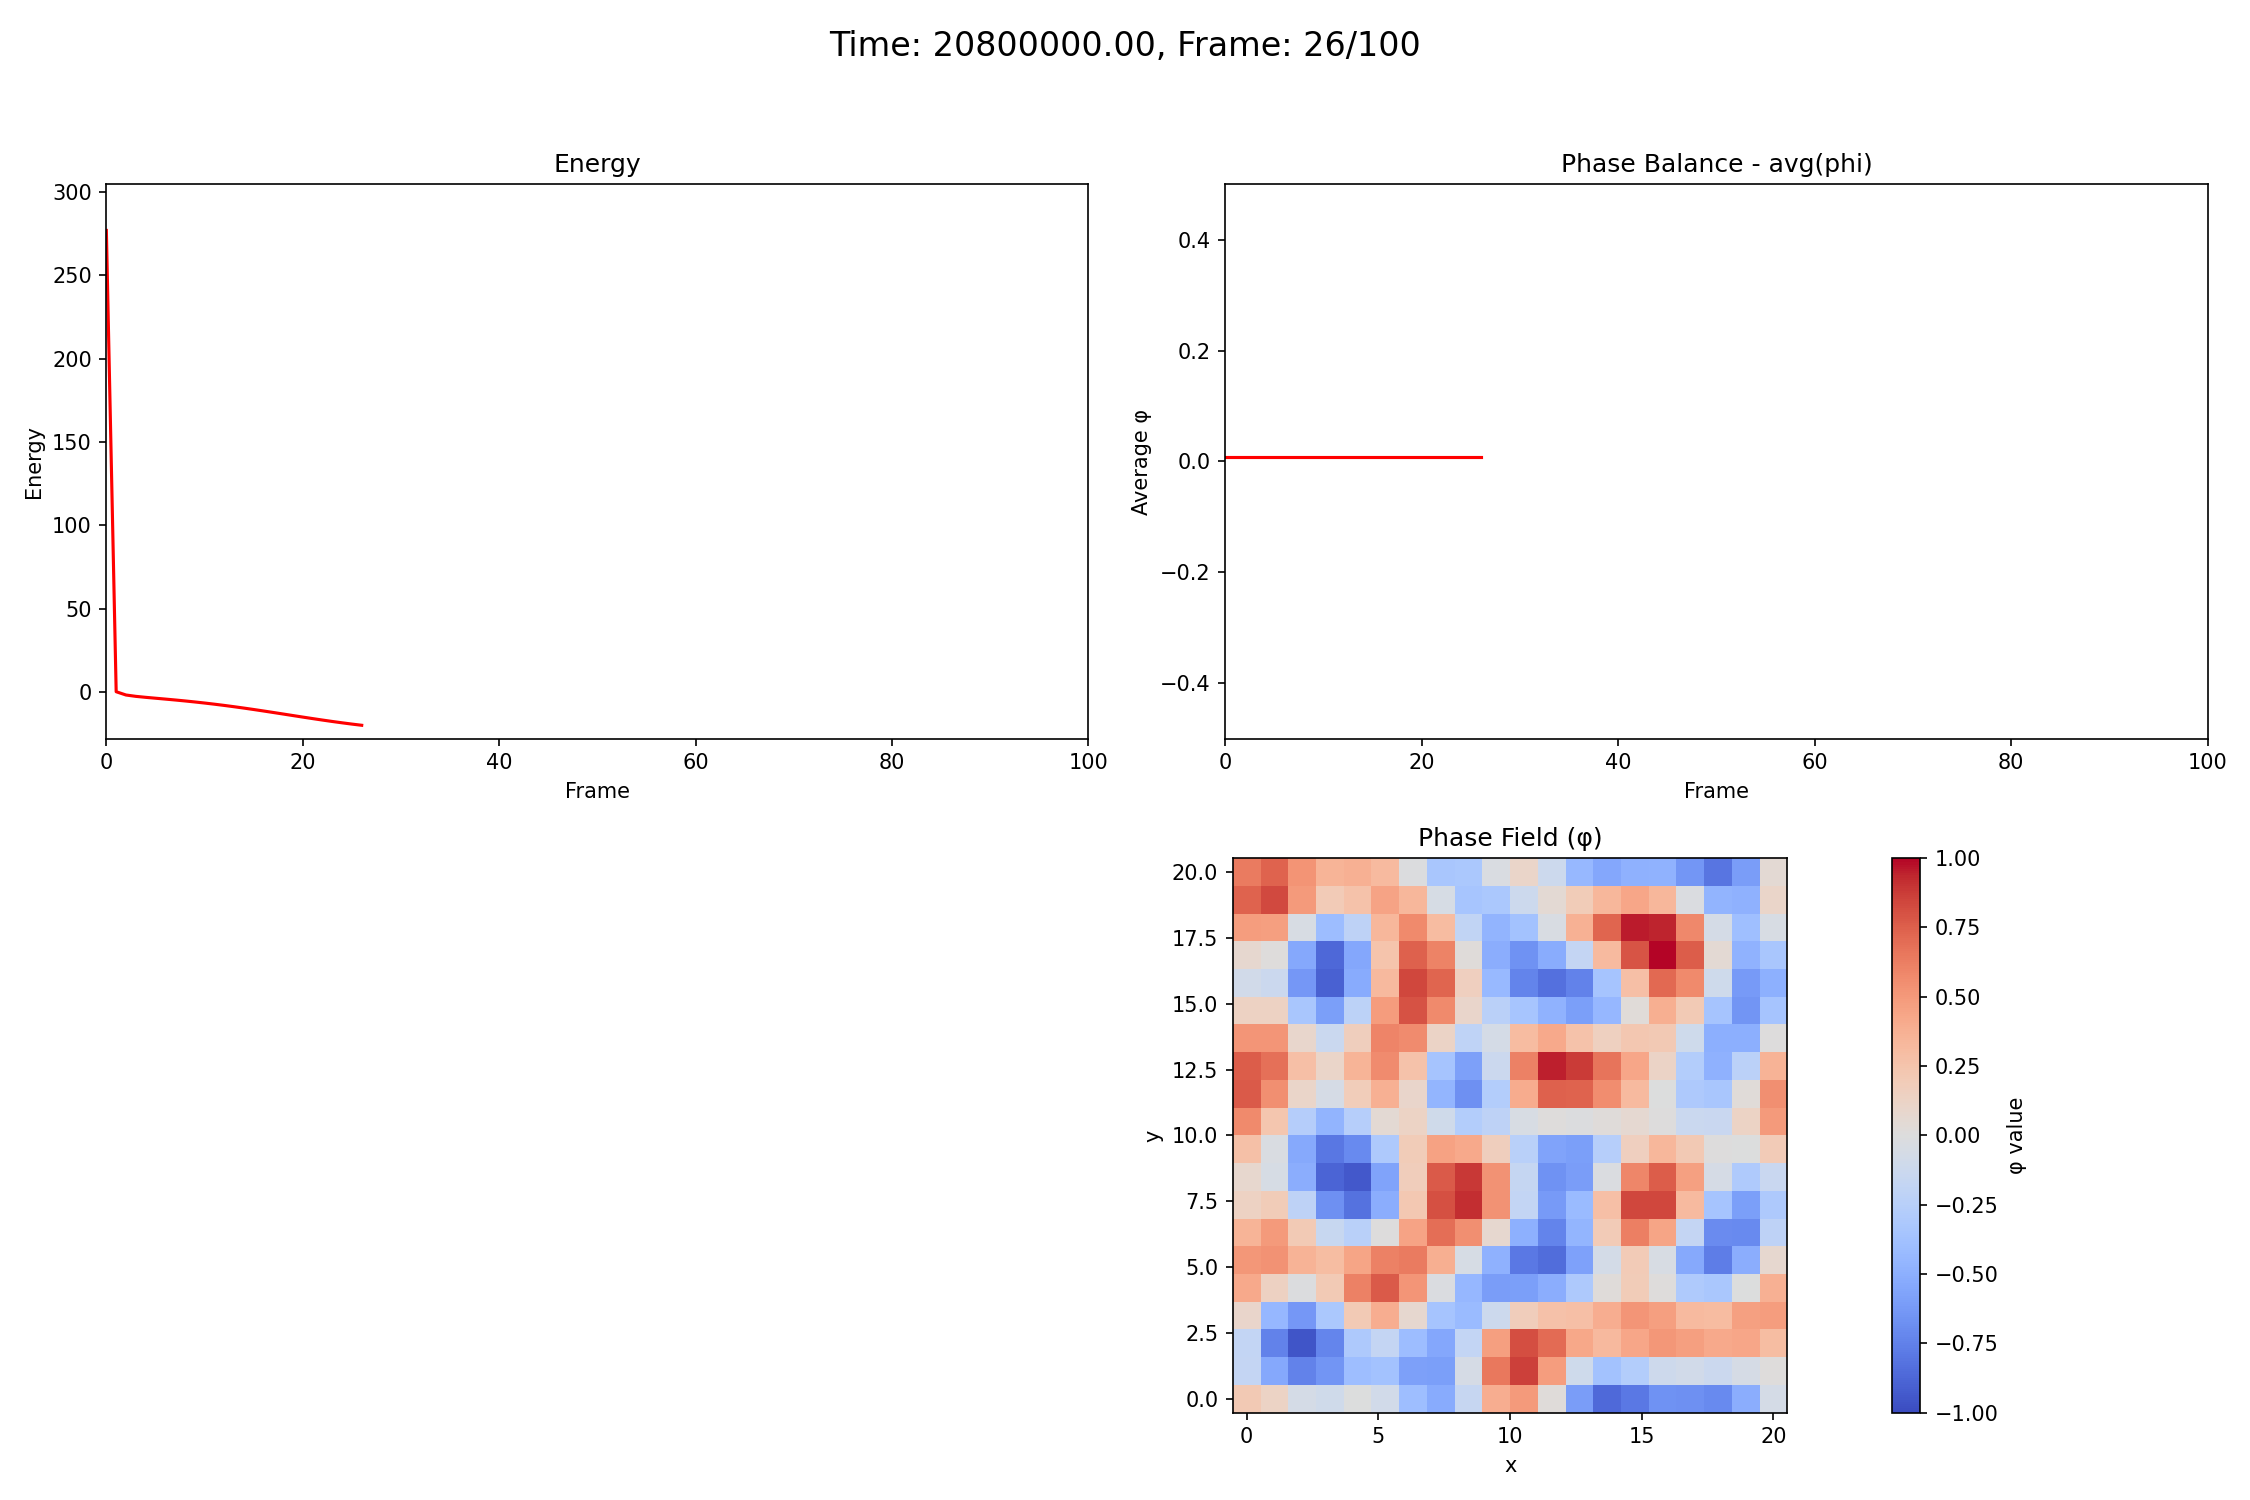 Time: 20800000.00, Frame: 26/100
Energy
300
250
200
150
100
50
0
Energy
0 20 40 60 80 100
Frame
Phase Balance - avg(phi)
0.4
0.2
0.0
−0.2
−0.4
Average φ
0 20 40 60 80 100
Frame
Phase Field (φ)
20.0
17.5
15.0
12.5
10.0
7.5
5.0
2.5
0.0
y
0 5 10 15 20
x
1.00
0.75
0.50
0.25
0.00
−0.25
−0.50
−0.75
−1.00
φ value